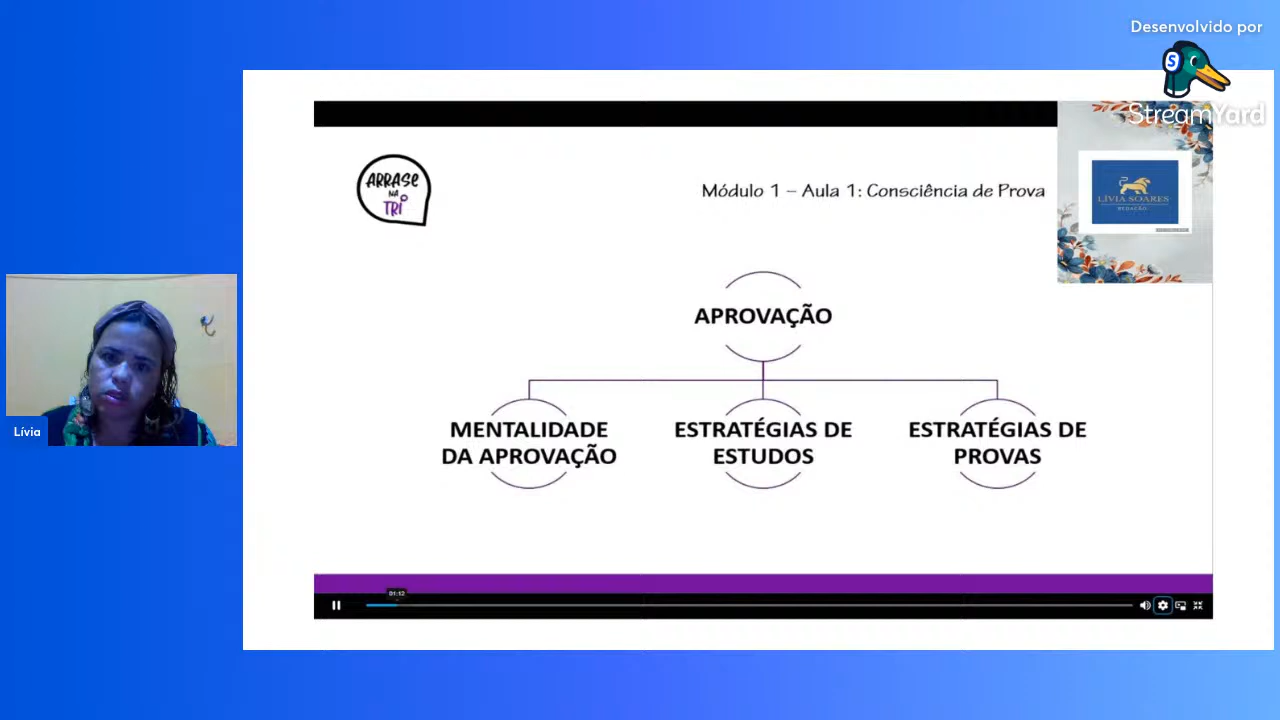 Desenvolvido por
S
StreamYard
ARRASE
NA
TRI
Módulo 1 – Aula 1: Consciência de Prova
LÍVIA SOARES
REDAÇÃO
APROVAÇÃO
MENTALIDADE
DA APROVAÇÃO
ESTRATÉGIAS DE
ESTUDOS
ESTRATÉGIAS DE
PROVAS
Lívia
01:12